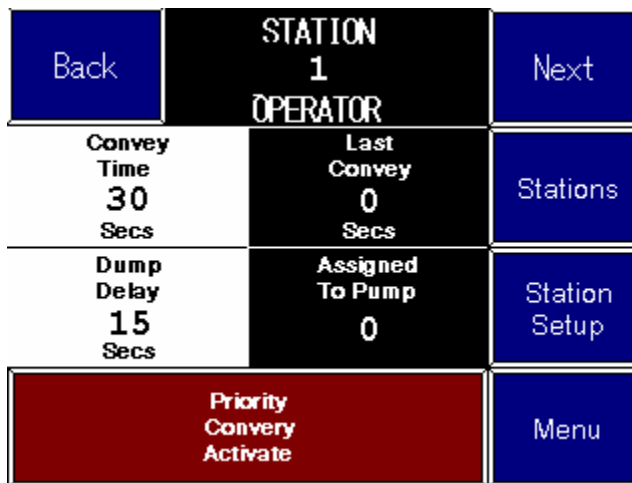 Back
STATION
1
OPERATOR
Next
Convey
Time
30
Secs
Last
Convey
0
Secs
Stations
Dump
Delay
15
Secs
Assigned
To Pump
0
Station
Setup
Priority
Convery
Activate
Menu